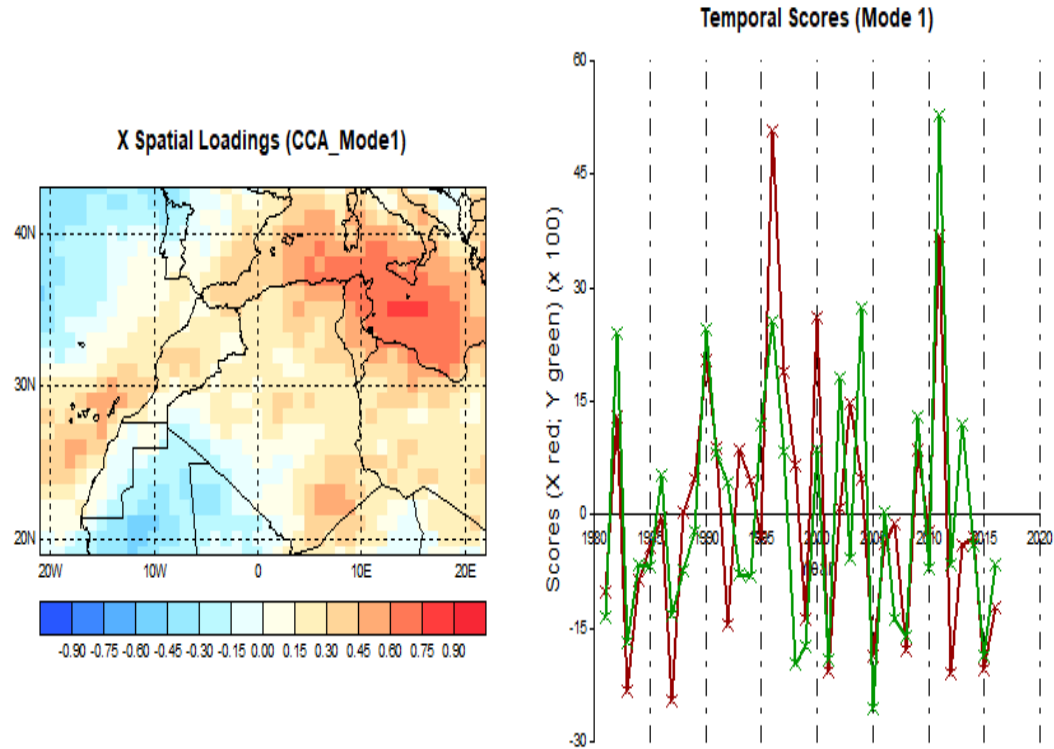 Temporal Scores (Mode 1)
X Spatial Loadings (CCA_Mode1)
40N
30N
20N
20W 10W 0 10E 20E
-0.90 -0.75 -0.60 -0.45 -0.30 -0.15 0.00 0.15 0.30 0.45 0.60 0.75 0.90
Scores (X red; Y green) (x 100)
60
45
30
15
0
-15
-30
1980 1985 1990 1995 2000 2005 2010 2015 2020